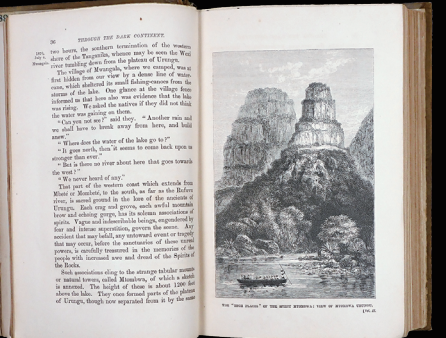 36 THROUGH THE DARK CONTINENT.
1876,
July 9.
two hours, the southern termination of the western
shore of the Tanganika, whence may be seen the West
river tumbling down from the plateau of Urungu.
The village of Mwangala, where we camped, was at
first hidden from our view by a dense line of water-
cane, which sheltered its small fishing-canoes from the
storms of the lake. One glance at the village fence
informed us that here also was evidence that the lake
was rising. We asked the natives if they did not think
the water was gaining on them.
"Can you not see?" said they. "Another rain and
we shall have to break away from here, and build
anew."
"Where does the water of the lake go to?"
"It goes north, then it seems to come back upon us
stronger than ever."
"But is there no river about here that goes towards
the west?"
"We never heard of any."
That part of the western coast which extends from
Mbeté or Mombeté, to the south, as far as the Rufuvu
river, is sacred ground in the lore of the ancients of
Urungu. Each crag and grove, each awful mountain
brow and echoing gorge, has its solemn associations of
spirits. Vague and indescribable beings, engendered by
fear and intense superstition, govern the scene. Any
accident that may befall, any untoward event or tragedy
that may occur, before the sanctuaries of these unreal
powers, is carefully treasured in the memories of the
people with increased awe and dread of the Spirits of
the Rocks.
Such associations cling to the strange tabular mounts
or natural towers, called Mtombwa, of which a sketch
is annexed. The height of these is about 1200 feet
above the lake. They once formed parts of the plateau
of Urungu, though now separated from it by the same
THE "HIGH PLACES" OF THE SPIRIT MTOMBWA: VIEW OF MTOMBWA URUNGU.